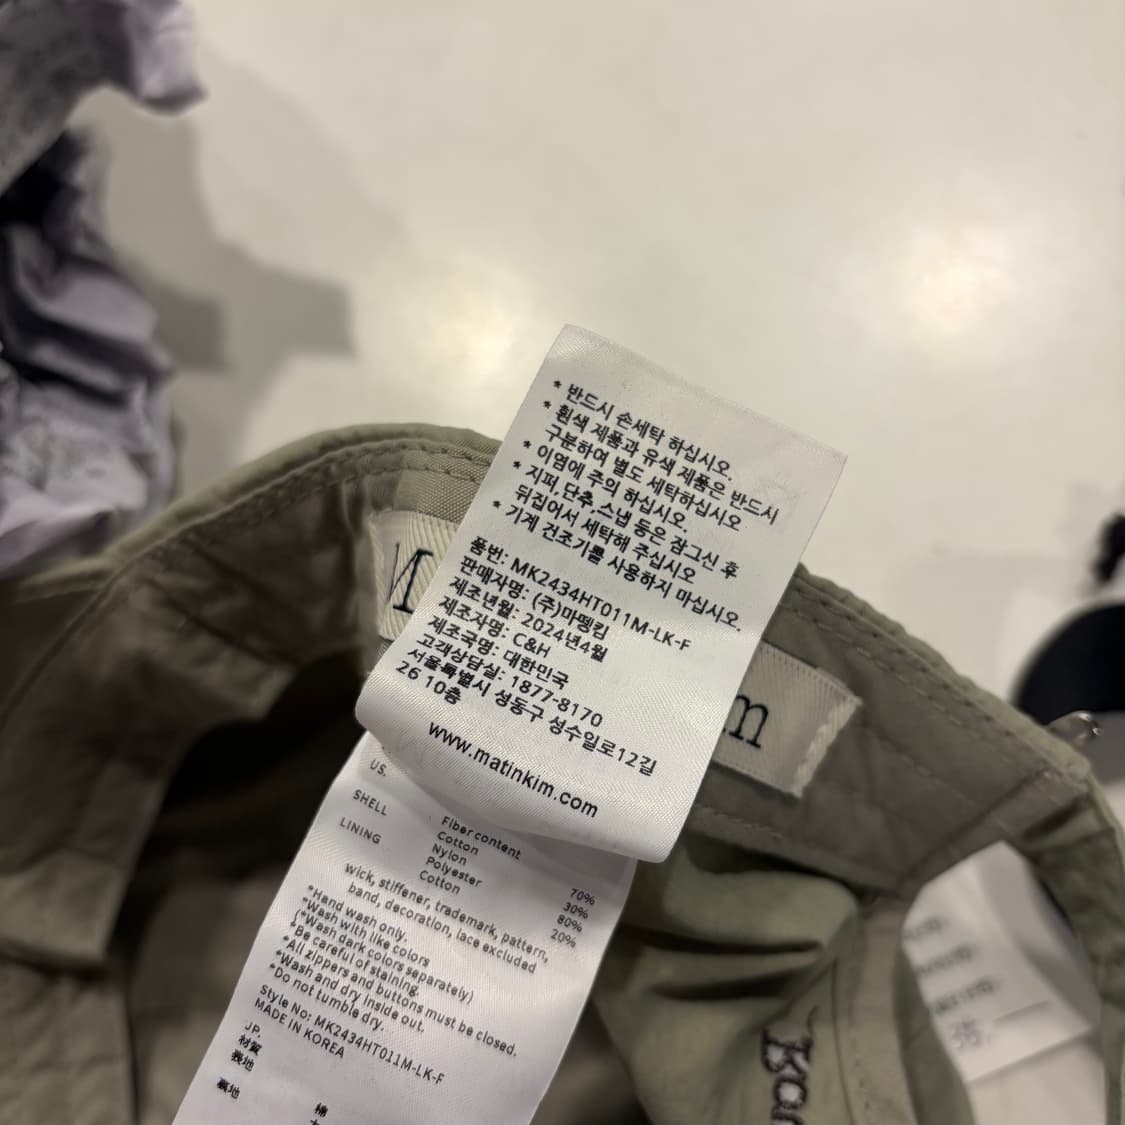 * 반드시 손세탁 하십시오.
* 흰색 제품과 유색 제품은 반드시
구분하여 별도 세탁하십시오
* 이염에 주의 하십시오.
* 지퍼,단추,스냅 등은 잠그신 후
뒤집어서 세탁해 주십시오
* 기계 건조기를 사용하지 마십시오.
품번: MK2434HT011M-LK-F
판매자명: (주)마뗑킴
제조년월: 2024년4월
제조자명: C&H
제조국명: 대한민국
고객상담실: 1877-8170
서울특별시 성동구 성수일로12길
26 10층
www.matinkim.com
M
m
US.
Fiber content
SHELL Cotton 70%
Nylon 30%
LINING Polyester 80%
Cotton 20%
wick, stiffener, trademark, pattern,
band, decoration, lace excluded
*Hand wash only.
*Wash with like colors
(*Wash dark colors separately)
*Be careful of staining.
*All zippers and buttons must be closed.
*Wash and dry inside out.
*Do not tumble dry.
Style No: MK2434HT011M-LK-F
MADE IN KOREA
JP.
材質
表地
綿
裏地